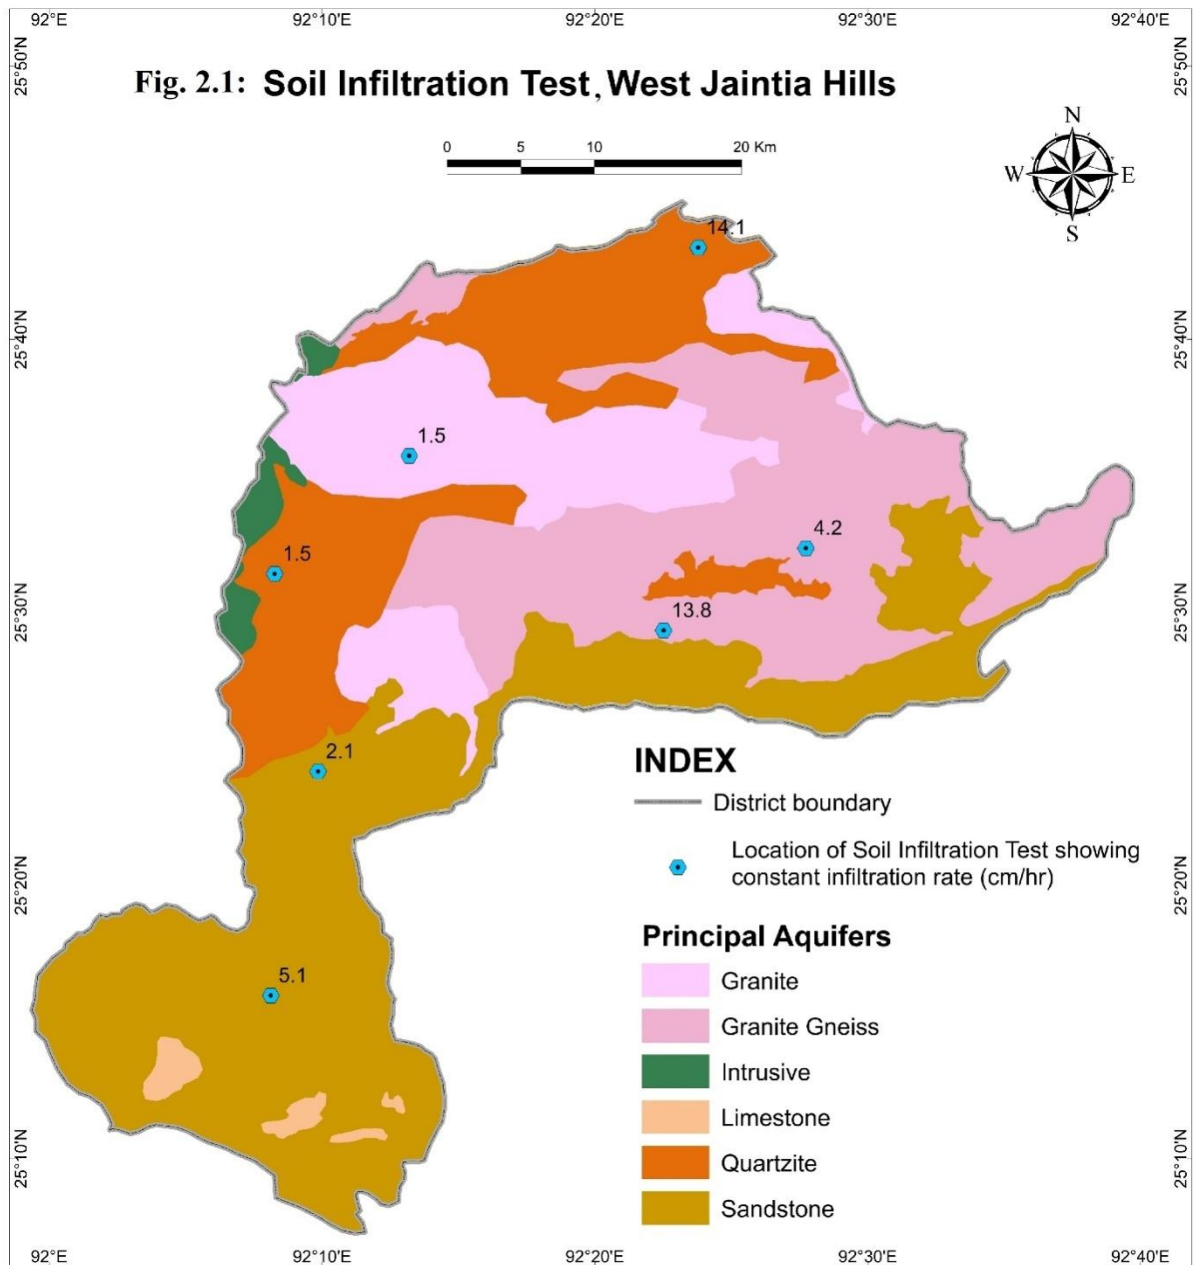 92°E 92°10'E 92°20'E 92°30'E 92°40'E
25°50'N 25°50'N
Fig. 2.1: Soil Infiltration Test, West Jaintia Hills
0 5 10 20 Km
N
W E
S
14.1
25°40'N 25°40'N
1.5
4.2
1.5
25°30'N 25°30'N
13.8
2.1
INDEX
District boundary
Location of Soil Infiltration Test showing
constant infiltration rate (cm/hr)
25°20'N 25°20'N
Principal Aquifers
5.1
Granite
Granite Gneiss
Intrusive
Limestone
25°10'N 25°10'N
Quartzite
Sandstone
92°E 92°10'E 92°20'E 92°30'E 92°40'E